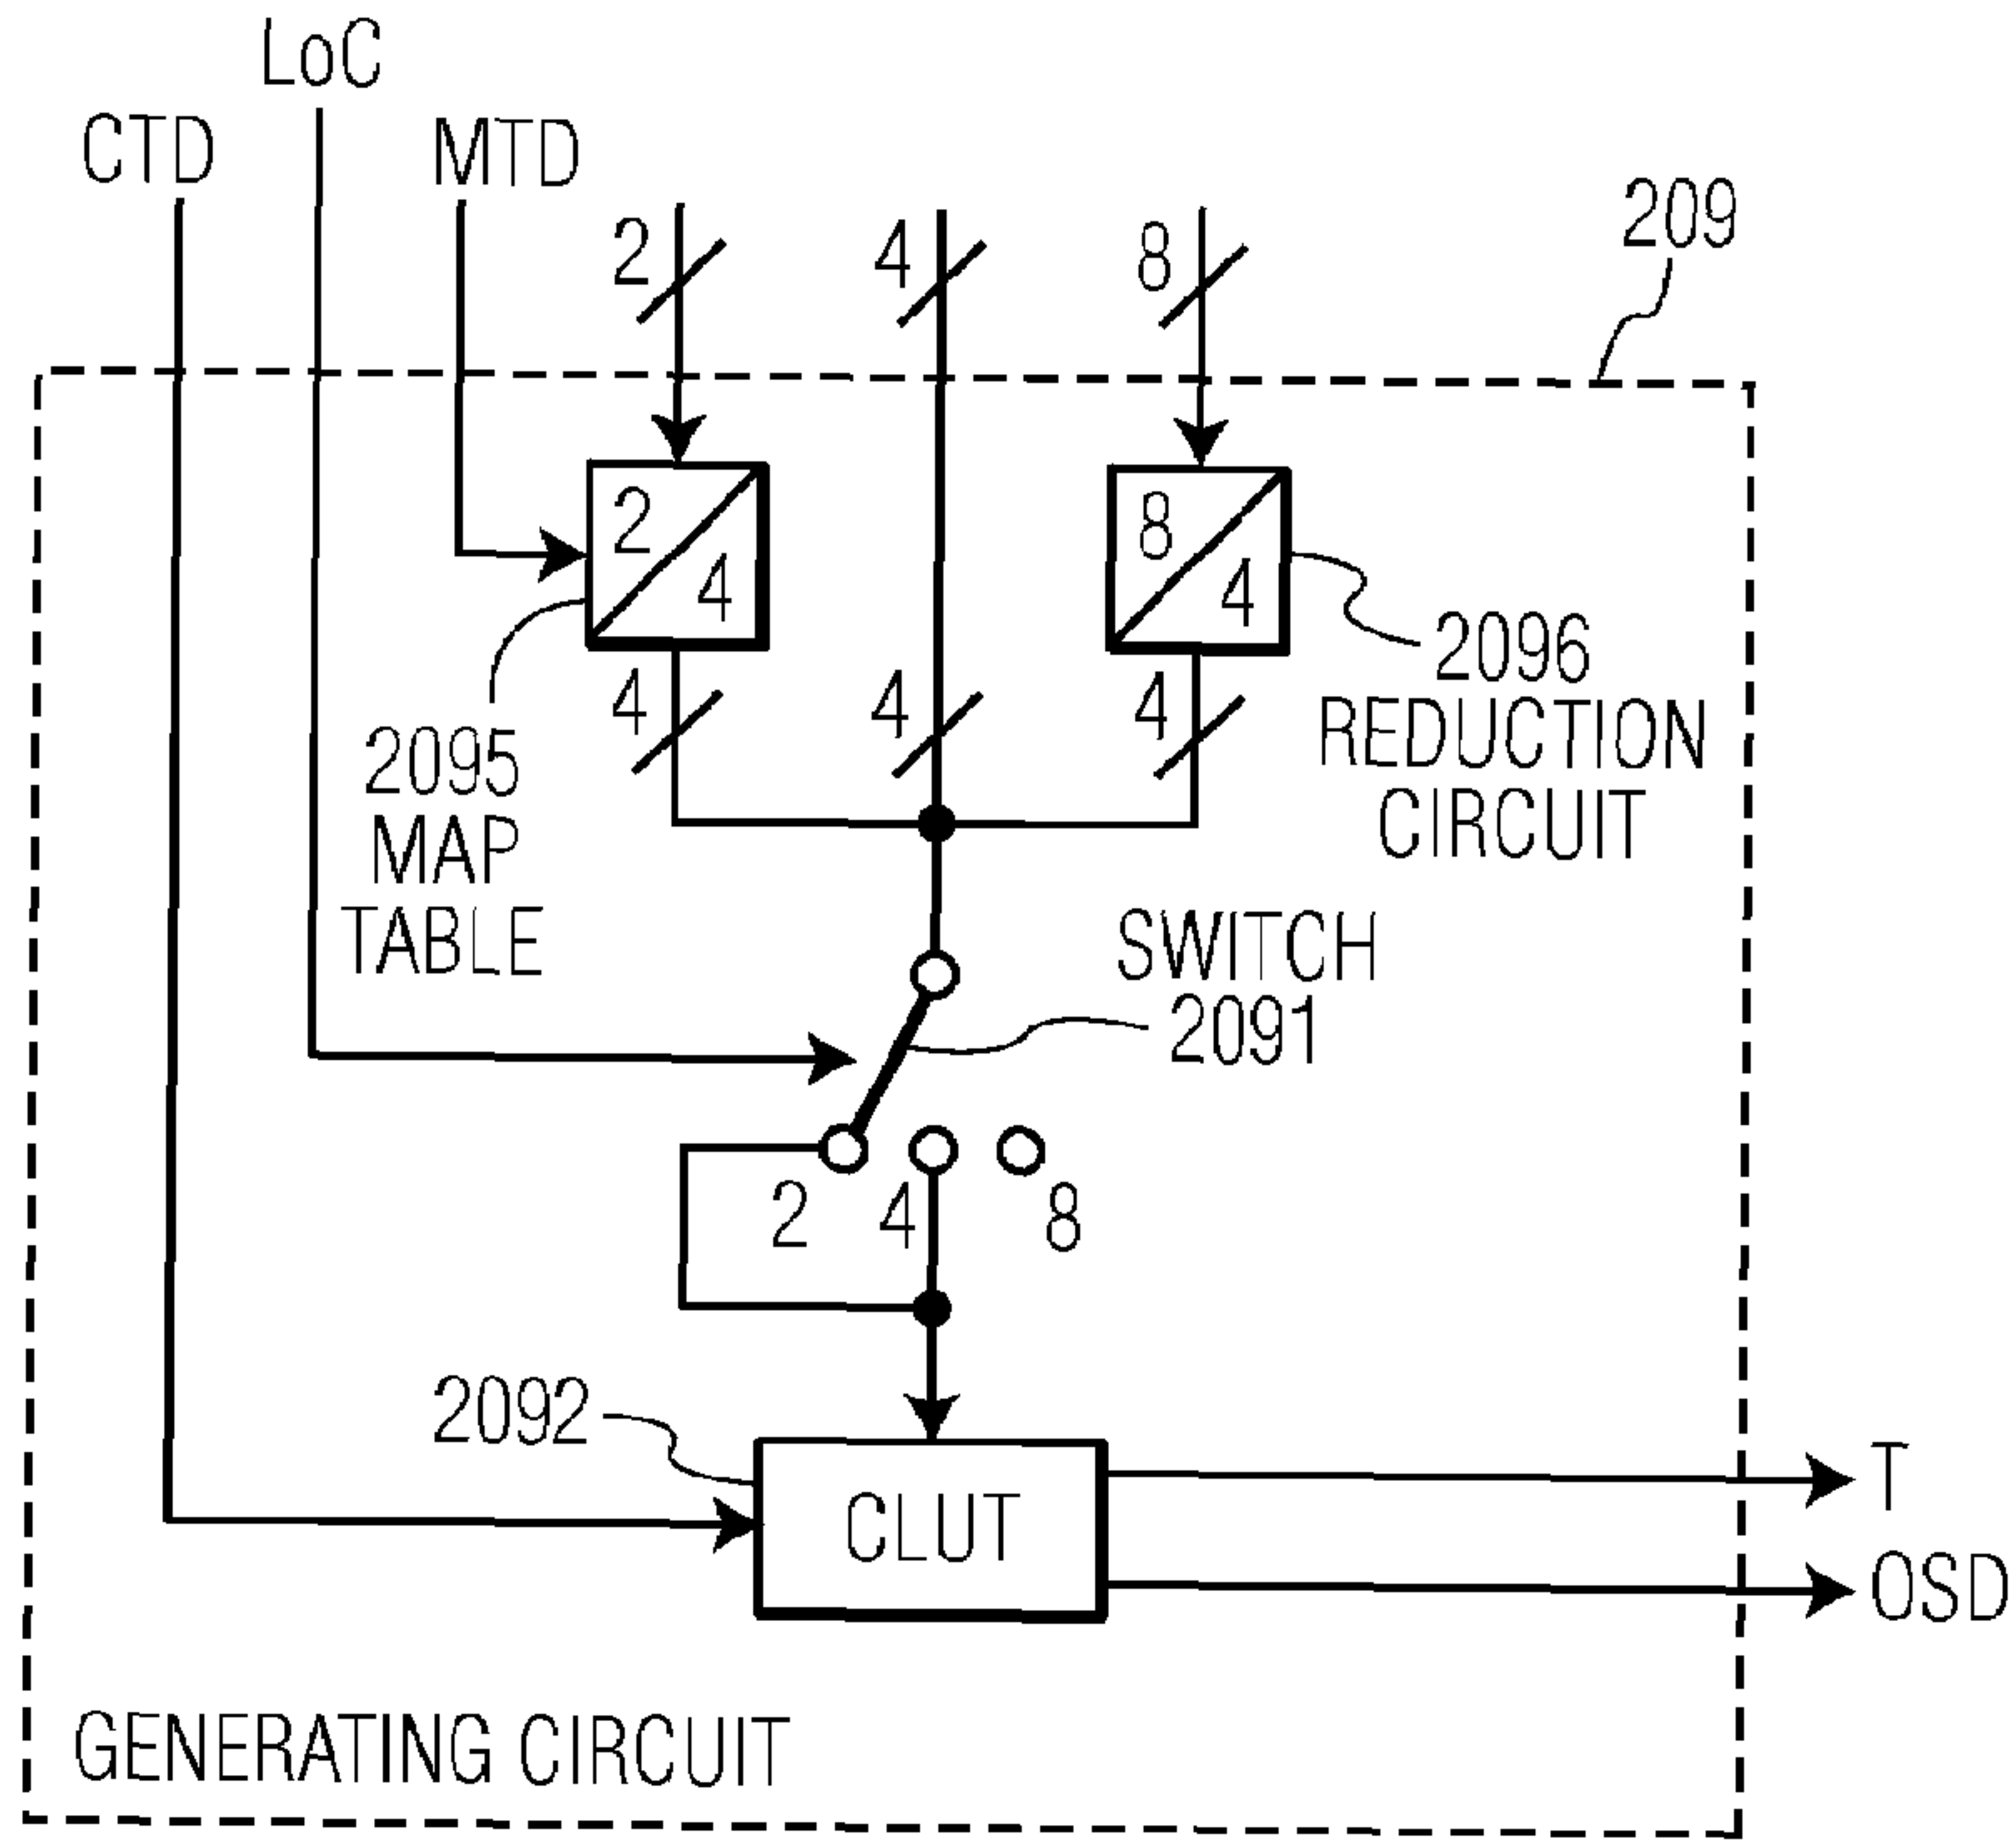 LoC
CTD
MTD
2
4
8
209
2
4
8
4
4
4
4
2095
MAP
TABLE
2096
REDUCTION
CIRCUIT
SWITCH
2091
2
4
8
2092
CLUT
T
OSD
GENERATING CIRCUIT